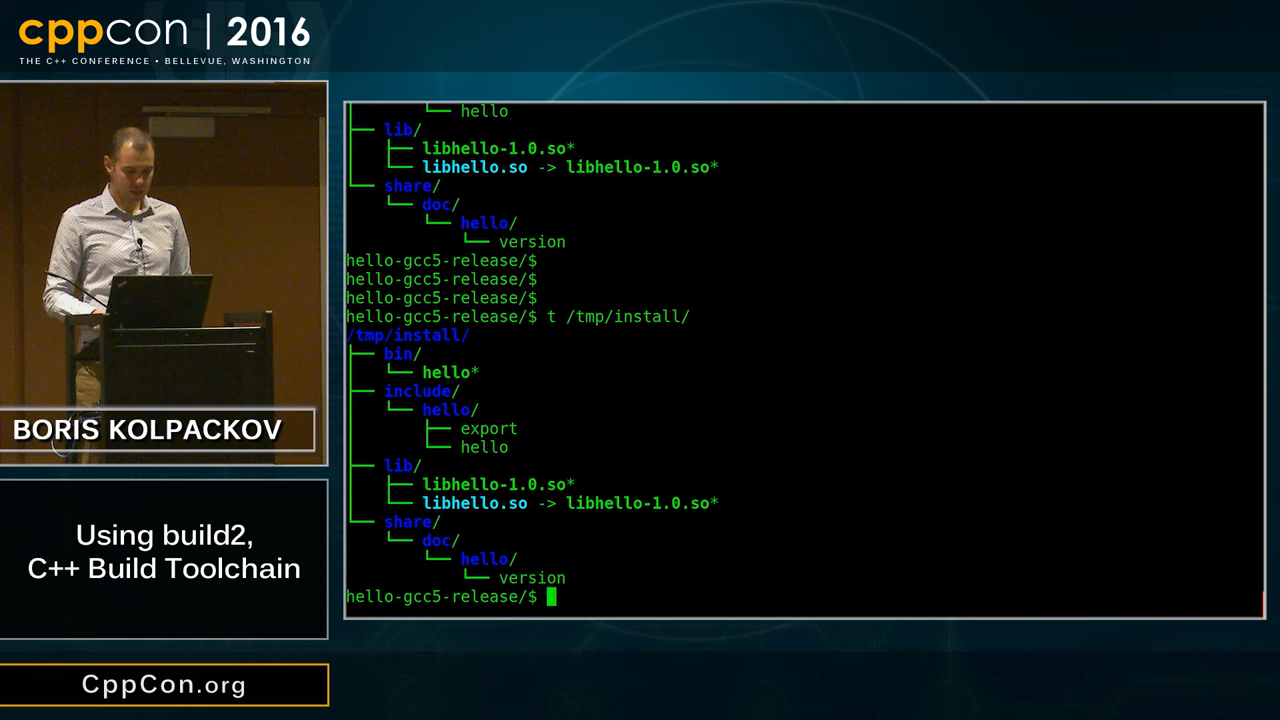 cppcon | 2016
THE C++ CONFERENCE • BELLEVUE, WASHINGTON
BORIS KOLPACKOV
Using build2,
C++ Build Toolchain
CppCon.org
└── hello
├── lib/
│   ├── libhello-1.0.so*
│   └── libhello.so -> libhello-1.0.so*
└── share/
    └── doc/
        └── hello/
            └── version
hello-gcc5-release/$
hello-gcc5-release/$
hello-gcc5-release/$
hello-gcc5-release/$ t /tmp/install/
/tmp/install/
├── bin/
│   └── hello*
├── include/
│   └── hello/
│       ├── export
│       └── hello
├── lib/
│   ├── libhello-1.0.so*
│   └── libhello.so -> libhello-1.0.so*
└── share/
    └── doc/
        └── hello/
            └── version
hello-gcc5-release/$